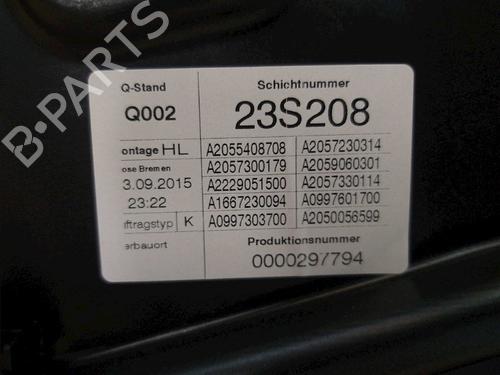 B-PARTS
Q-Stand Schichtnummer
Q002 23S208
ontage HL A2055408708 A2057230314
ose Bremen A2057300179 A2059060301
3.09.2015 A2229051500 A2057330114
23:22 A1667230094 A0997601700
ıftragstyp K A0997303700 A2050056599
erbauort Produktionsnummer
0000297794